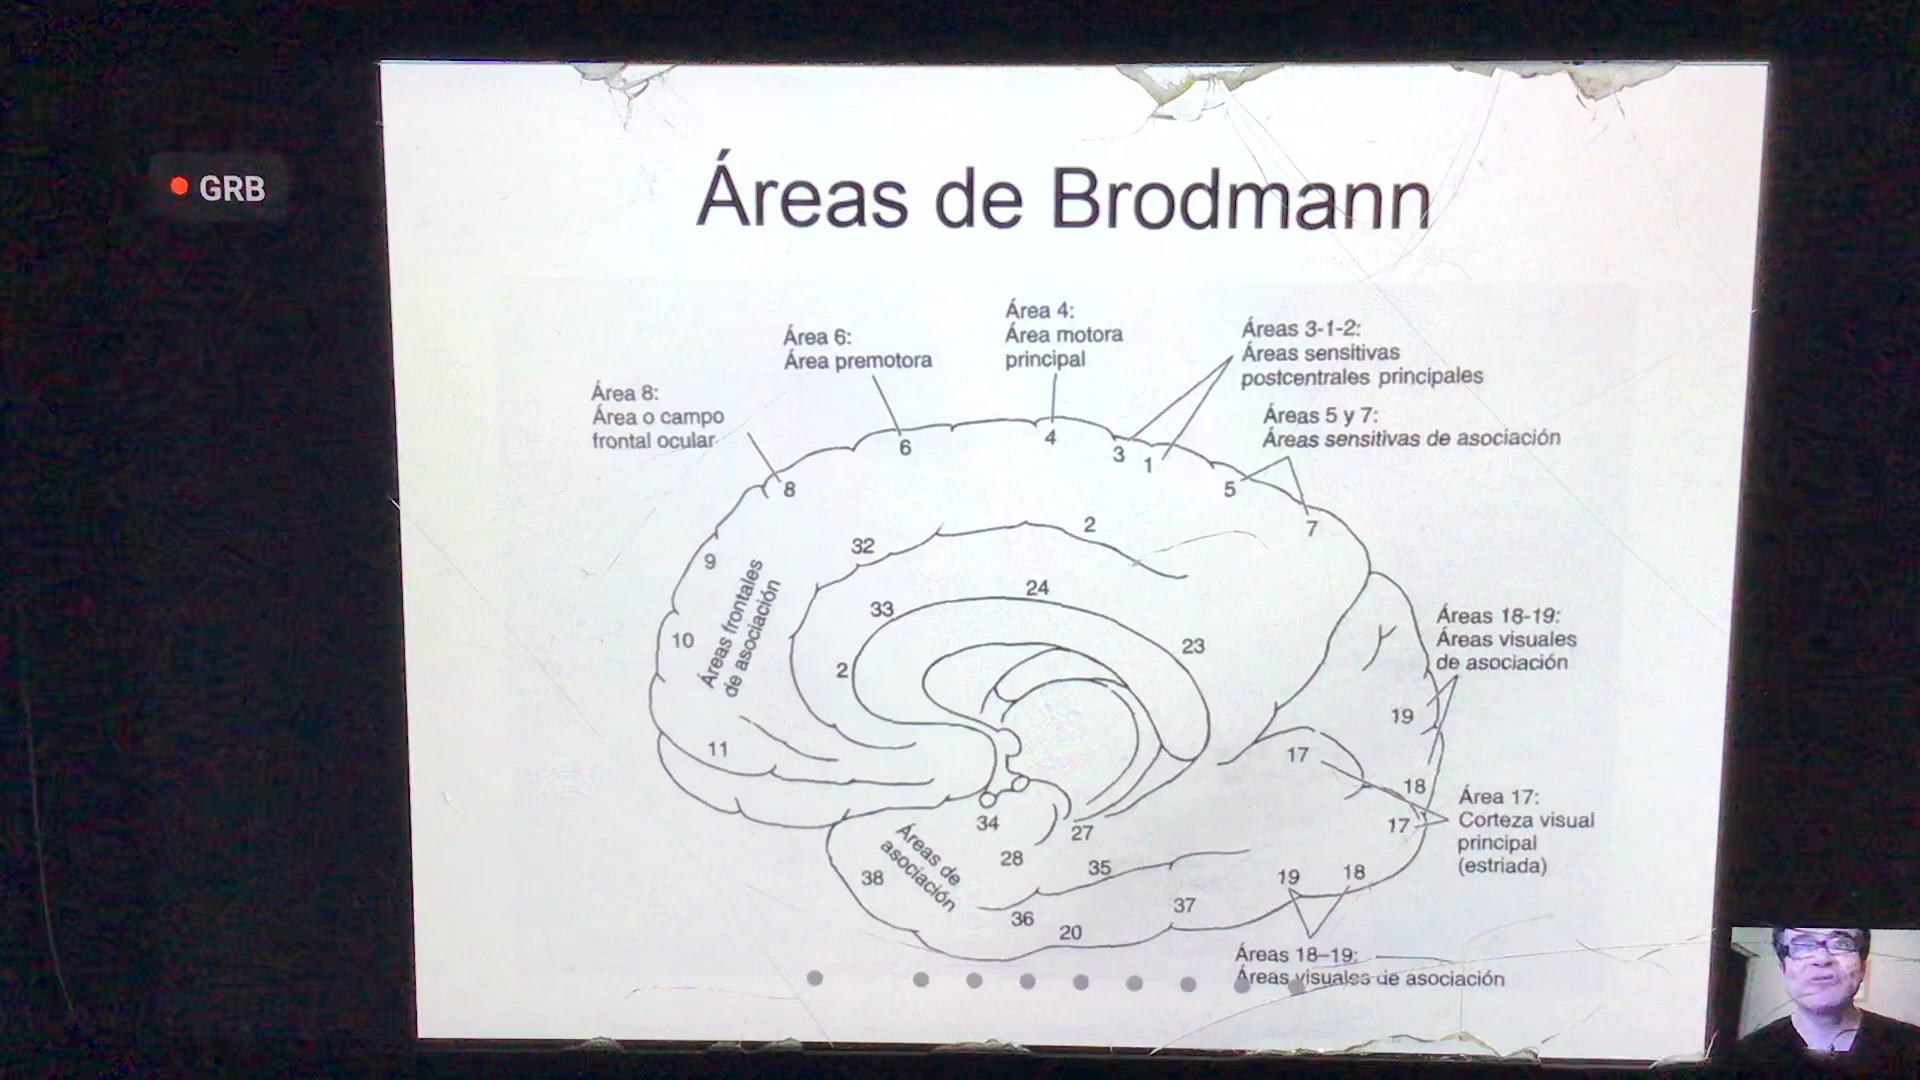 GRB
Áreas de Brodmann
Área 4:
Área motora
principal
Área 6:
Área premotora
Áreas 3-1-2:
Áreas sensitivas
postcentrales principales
Área 8:
Área o campo
frontal ocular
Áreas 5 y 7:
Áreas sensitivas de asociación
6
4
3
1
8
5
7
2
32
9
24
33
10
Áreas frontales
de asociación
23
2
Áreas 18-19:
Áreas visuales
de asociación
19
11
17
18
Área 17:
Corteza visual
principal
(estriada)
17
34
27
28
35
Áreas de
asociación
38
19
18
36
37
20
Áreas 18–19:
Áreas visuales de asociación